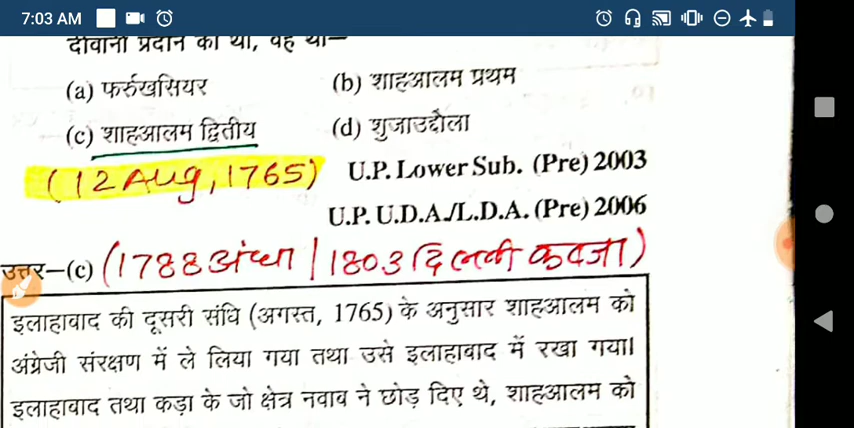 7:03 AM
दीवानी प्रदान की थी, वह था—
(a) फर्रुखसियर (b) शाहआलम प्रथम
(c) शाहआलम द्वितीय (d) शुजाउद्दौला
(12 Aug, 1765) U.P. Lower Sub. (Pre) 2003
U.P. U.D.A./L.D.A. (Pre) 2006
उत्तर—(c) (1788 अंधा | 1803 दिल्ली कब्जा)
इलाहाबाद की दूसरी संधि (अगस्त, 1765) के अनुसार शाहआलम को
अंग्रेजी संरक्षण में ले लिया गया तथा उसे इलाहाबाद में रखा गया।
इलाहाबाद तथा कड़ा के जो क्षेत्र नवाब ने छोड़ दिए थे, शाहआलम को